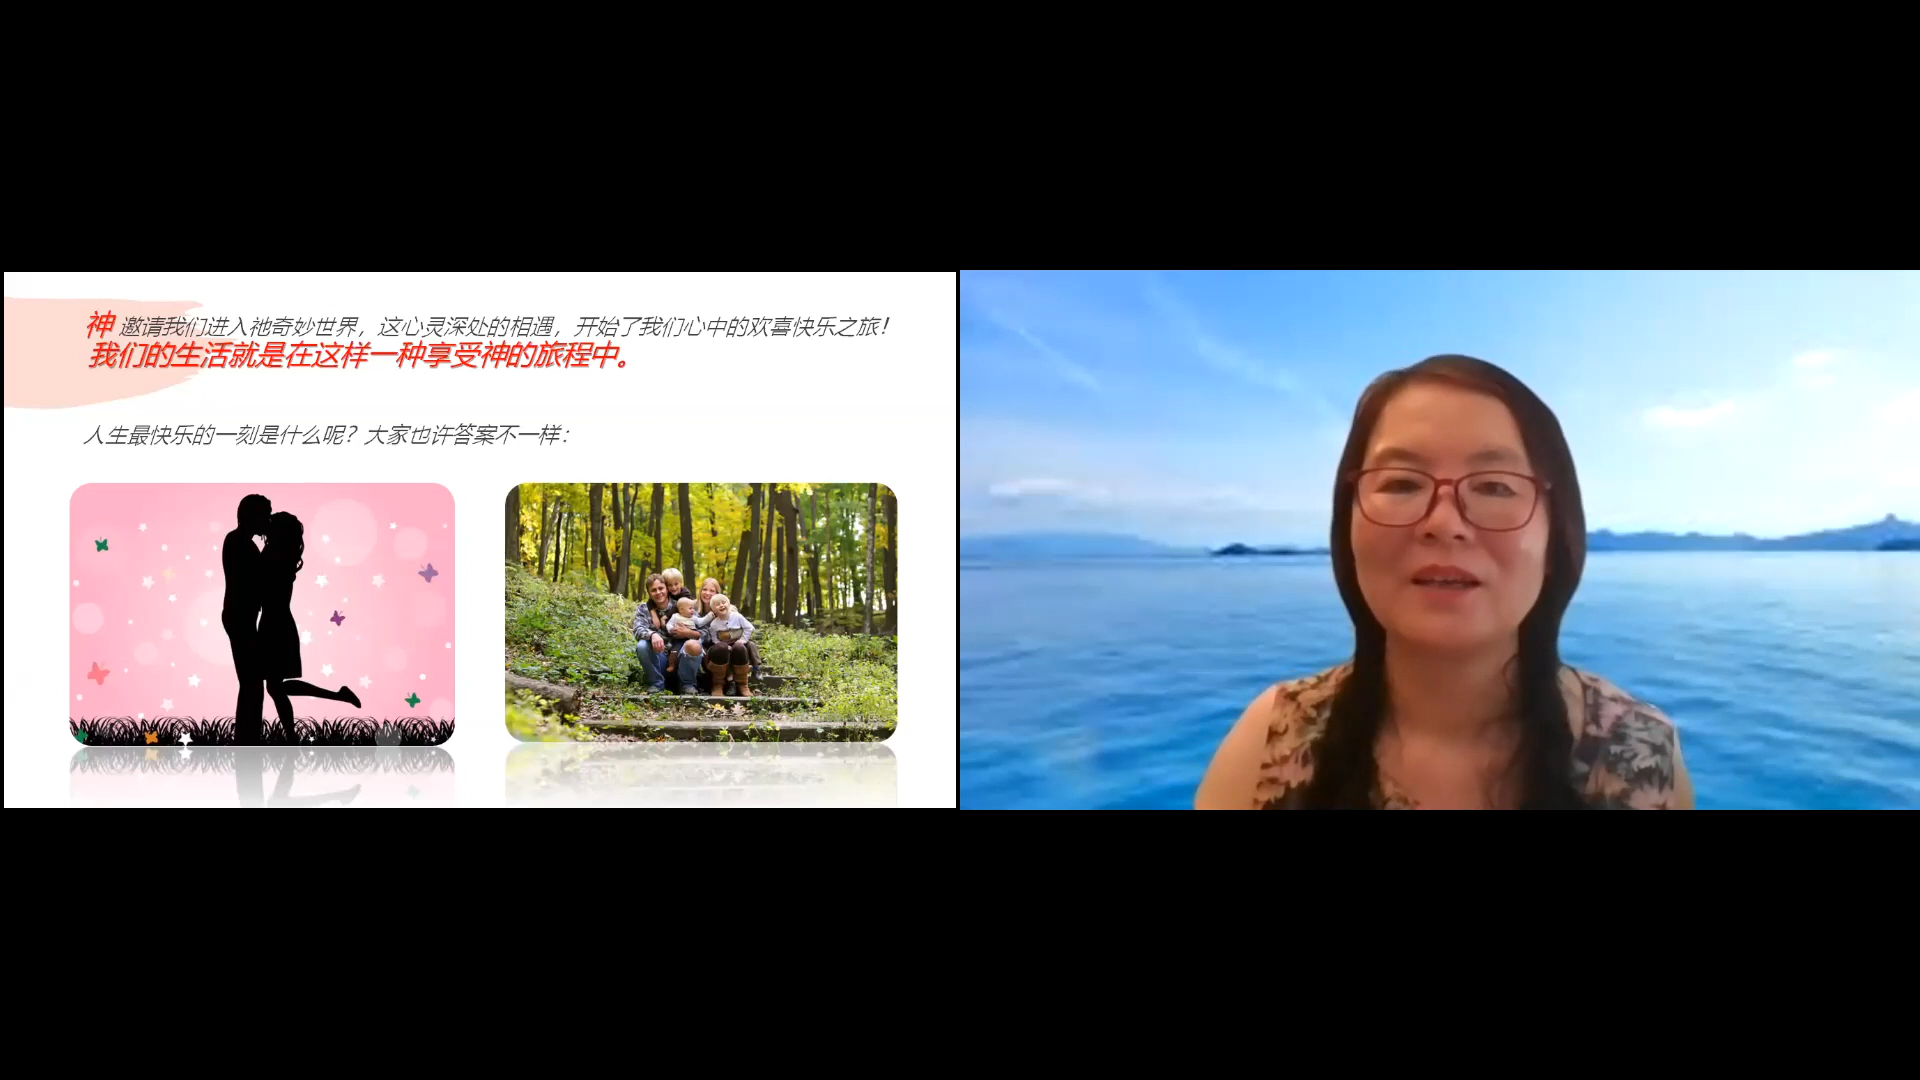 神 邀请我们进入祂奇妙世界，这心灵深处的相遇，开始了我们心中的欢喜快乐之旅！
我们的生活就是在这样一种享受神的旅程中。
人生最快乐的一刻是什么呢？大家也许答案不一样：